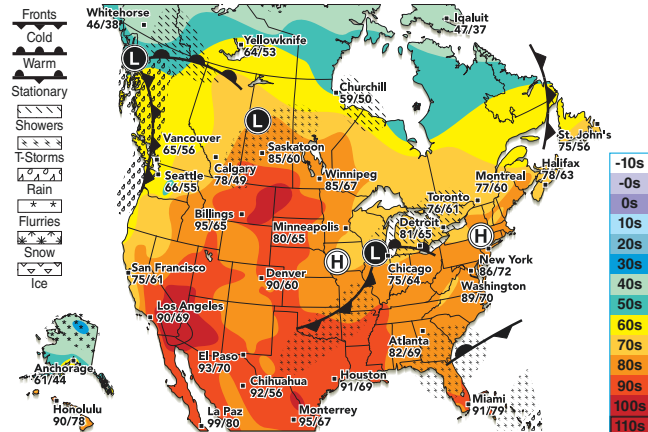 Fronts
Cold
Warm
Stationary
Showers
T-Storms
Rain
Flurries
Snow
Ice
Whitehorse
46/38
Iqaluit
47/37
Yellowknife
64/53
L
Churchill
59/50
L
St. John's
75/56
Vancouver
65/56
Saskatoon
85/60
Calgary
78/49
Halifax
78/63
Seattle
66/55
Winnipeg
85/67
Montreal
77/60
Toronto
76/61
Billings
95/65
Minneapolis
80/65
Detroit
81/65
H
L
H
New York
86/72
San Francisco
75/61
Denver
90/60
Chicago
75/64
Washington
89/70
Los Angeles
90/69
Atlanta
82/69
El Paso
93/70
Anchorage
61/44
Chihuahua
92/56
Houston
91/69
Honolulu
90/78
La Paz
99/80
Monterrey
95/67
Miami
91/79
-10s
-0s
0s
10s
20s
30s
40s
50s
60s
70s
80s
90s
100s
110s